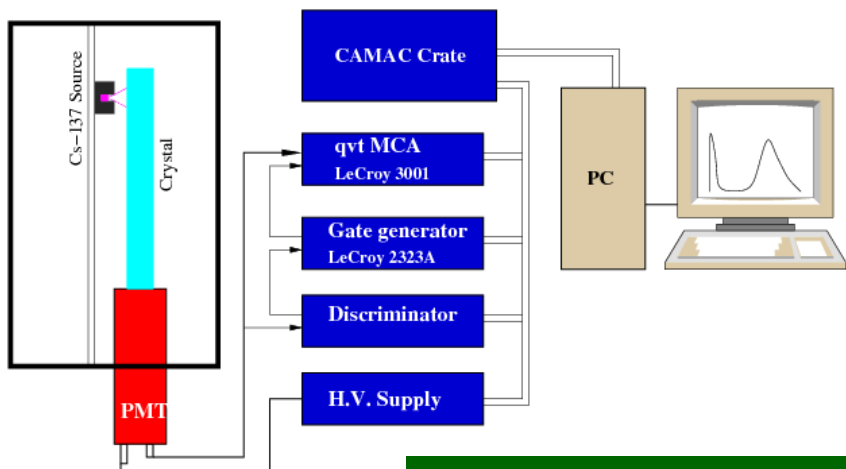 Cs-137 Source
Crystal
PMT
CAMAC Crate
qvt MCA
LeCroy 3001
Gate generator
LeCroy 2323A
Discriminator
H.V. Supply
PC